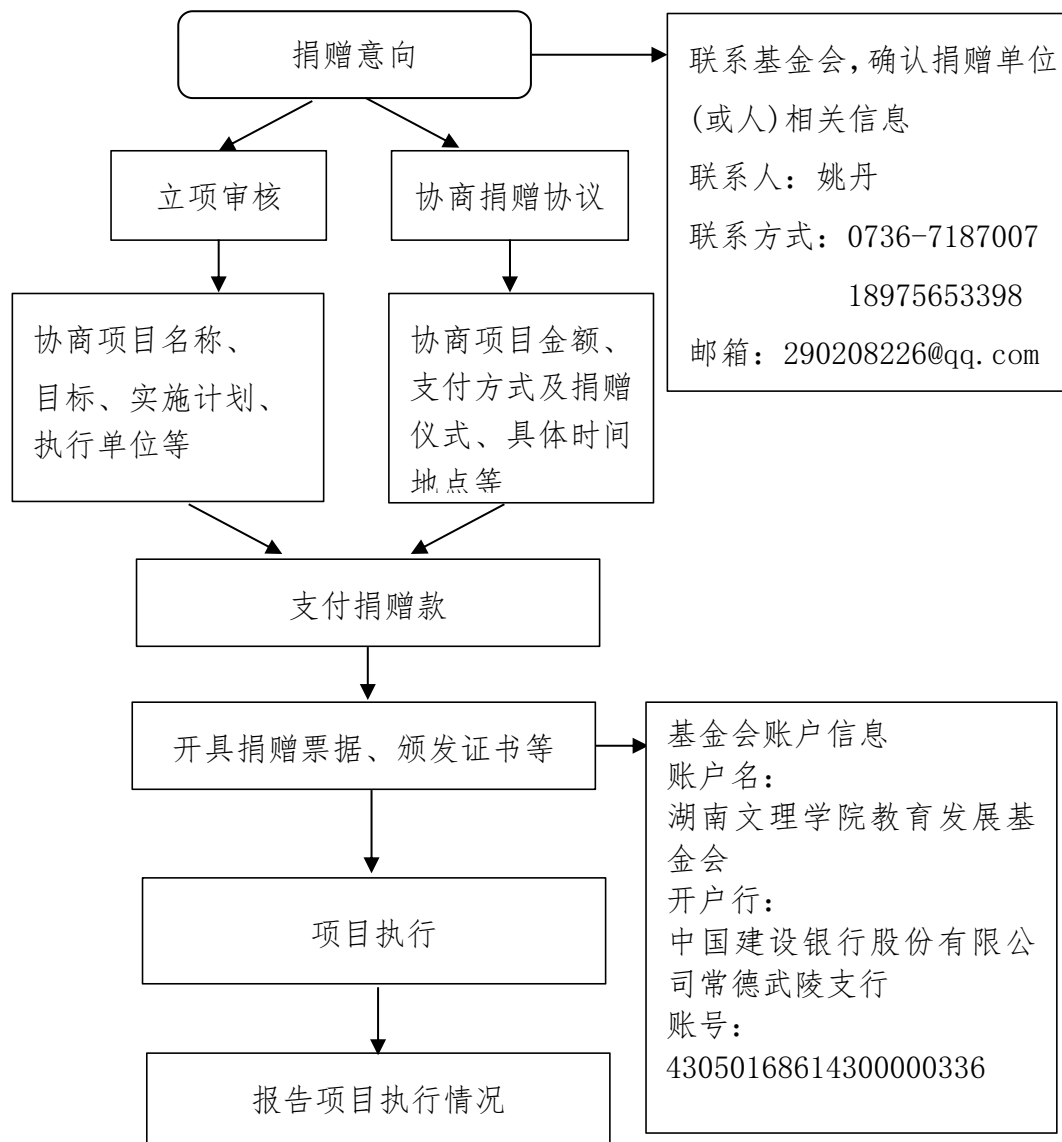 捐赠意向
联系基金会,确认捐赠单位
(或人)相关信息
联系人：姚丹
联系方式：0736-7187007
18975653398
邮箱：290208226@qq.com
立项审核
协商捐赠协议
协商项目名称、
目标、实施计划、
执行单位等
协商项目金额、
支付方式及捐赠
仪式、具体时间
地点等
支付捐赠款
开具捐赠票据、颁发证书等
基金会账户信息
账户名：
湖南文理学院教育发展基
金会
开户行：
中国建设银行股份有限公
司常德武陵支行
账号：
43050168614300000336
项目执行
报告项目执行情况